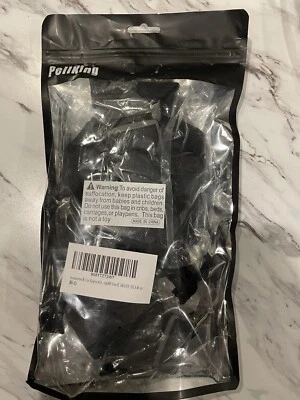 PellKing
Warning To avoid danger of
suffocation, keep plastic bags
away from babies and children.
Do not use this bag in cribs, beds,
carriages, or playpens. This bag
is not a toy
MADE IN CHINA